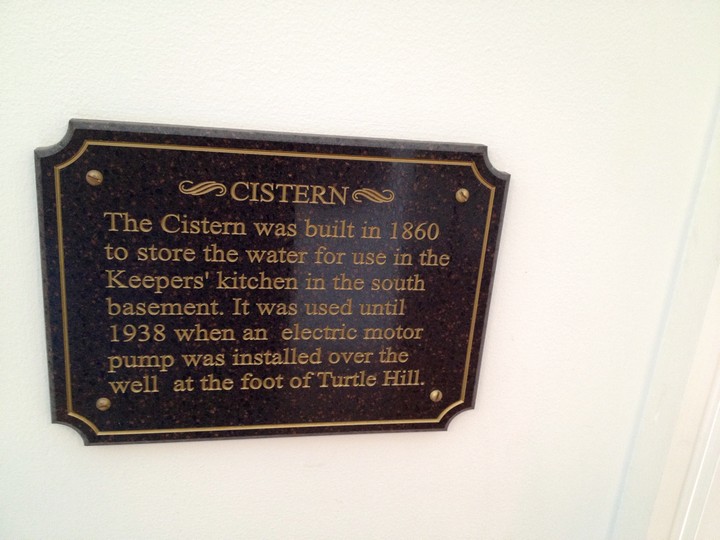 CISTERN
The Cistern was built in 1860
to store the water for use in the
Keepers' kitchen in the south
basement. It was used until
1938 when an electric motor
pump was installed over the
well at the foot of Turtle Hill.